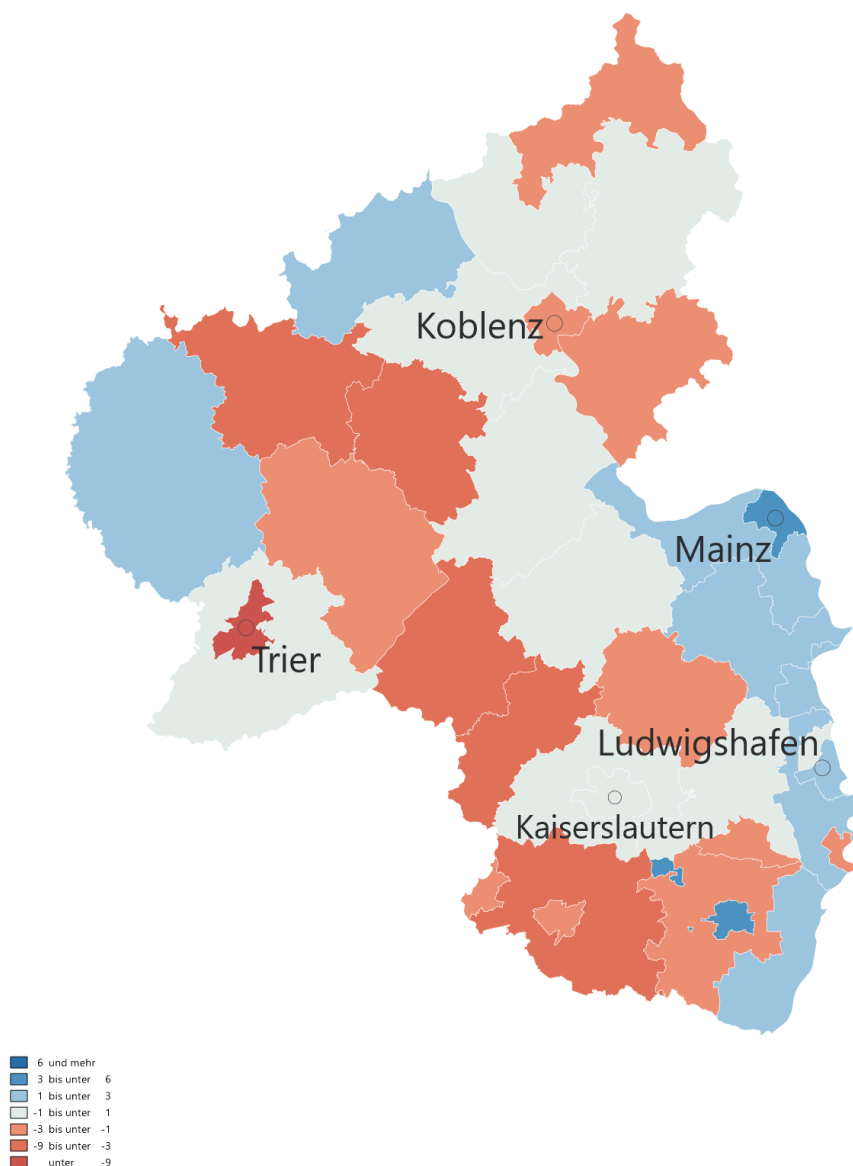 Koblenz
Mainz
Trier
Ludwigshafen
Kaiserslautern
6 und mehr
3 bis unter 6
1 bis unter 3
-1 bis unter 1
-3 bis unter -1
-9 bis unter -3
unter -9